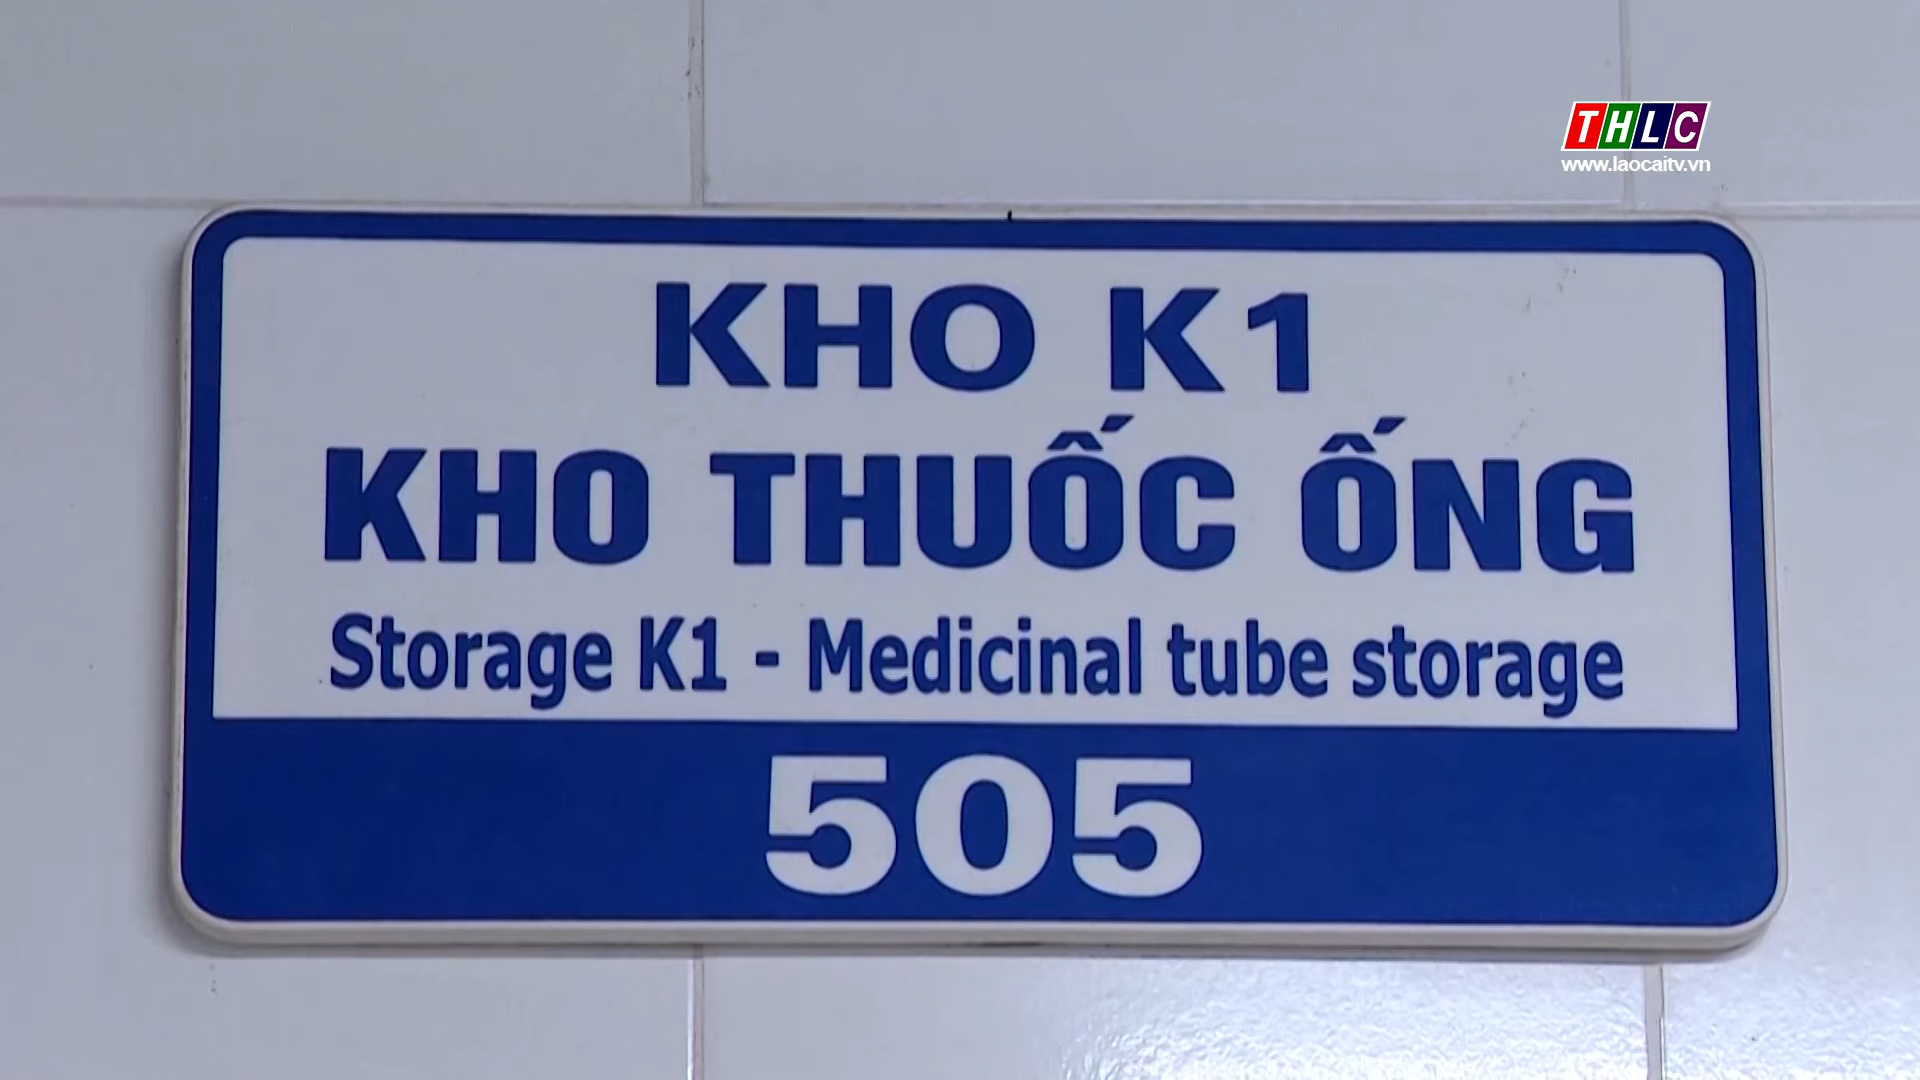 THLC
www.laocaitv.vn
KHO K1
KHO THUỐC ỐNG
Storage K1 - Medicinal tube storage
505